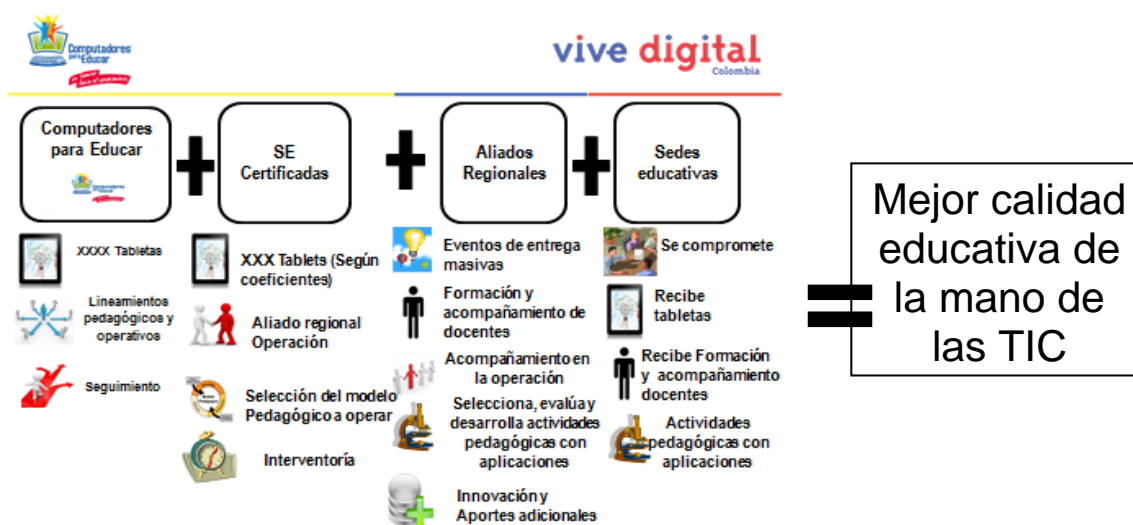 Computadores
para Educar
vive digital
Colombia
Computadores
para Educar
SE
Certificadas
Aliados
Regionales
Sedes
educativas
XXXX Tabletas
Lineamientos
pedagógicos y
operativos
Seguimiento
XXX Tablets (Según
coeficientes)
Aliado regional
Operación
Selección del modelo
Pedagógico a operar
Interventoría
Eventos de entrega
masivas
Formación y
acompañamiento de
docentes
Acompañamiento en
la operación
Selecciona, evalúa y
desarrolla actividades
pedagógicas con
aplicaciones
Innovación y
Aportes adicionales
Se compromete
Recibe
tabletas
Recibe Formación
y acompañamiento
docentes
Actividades
pedagógicas con
aplicaciones
Mejor calidad
educativa de
la mano de
las TIC